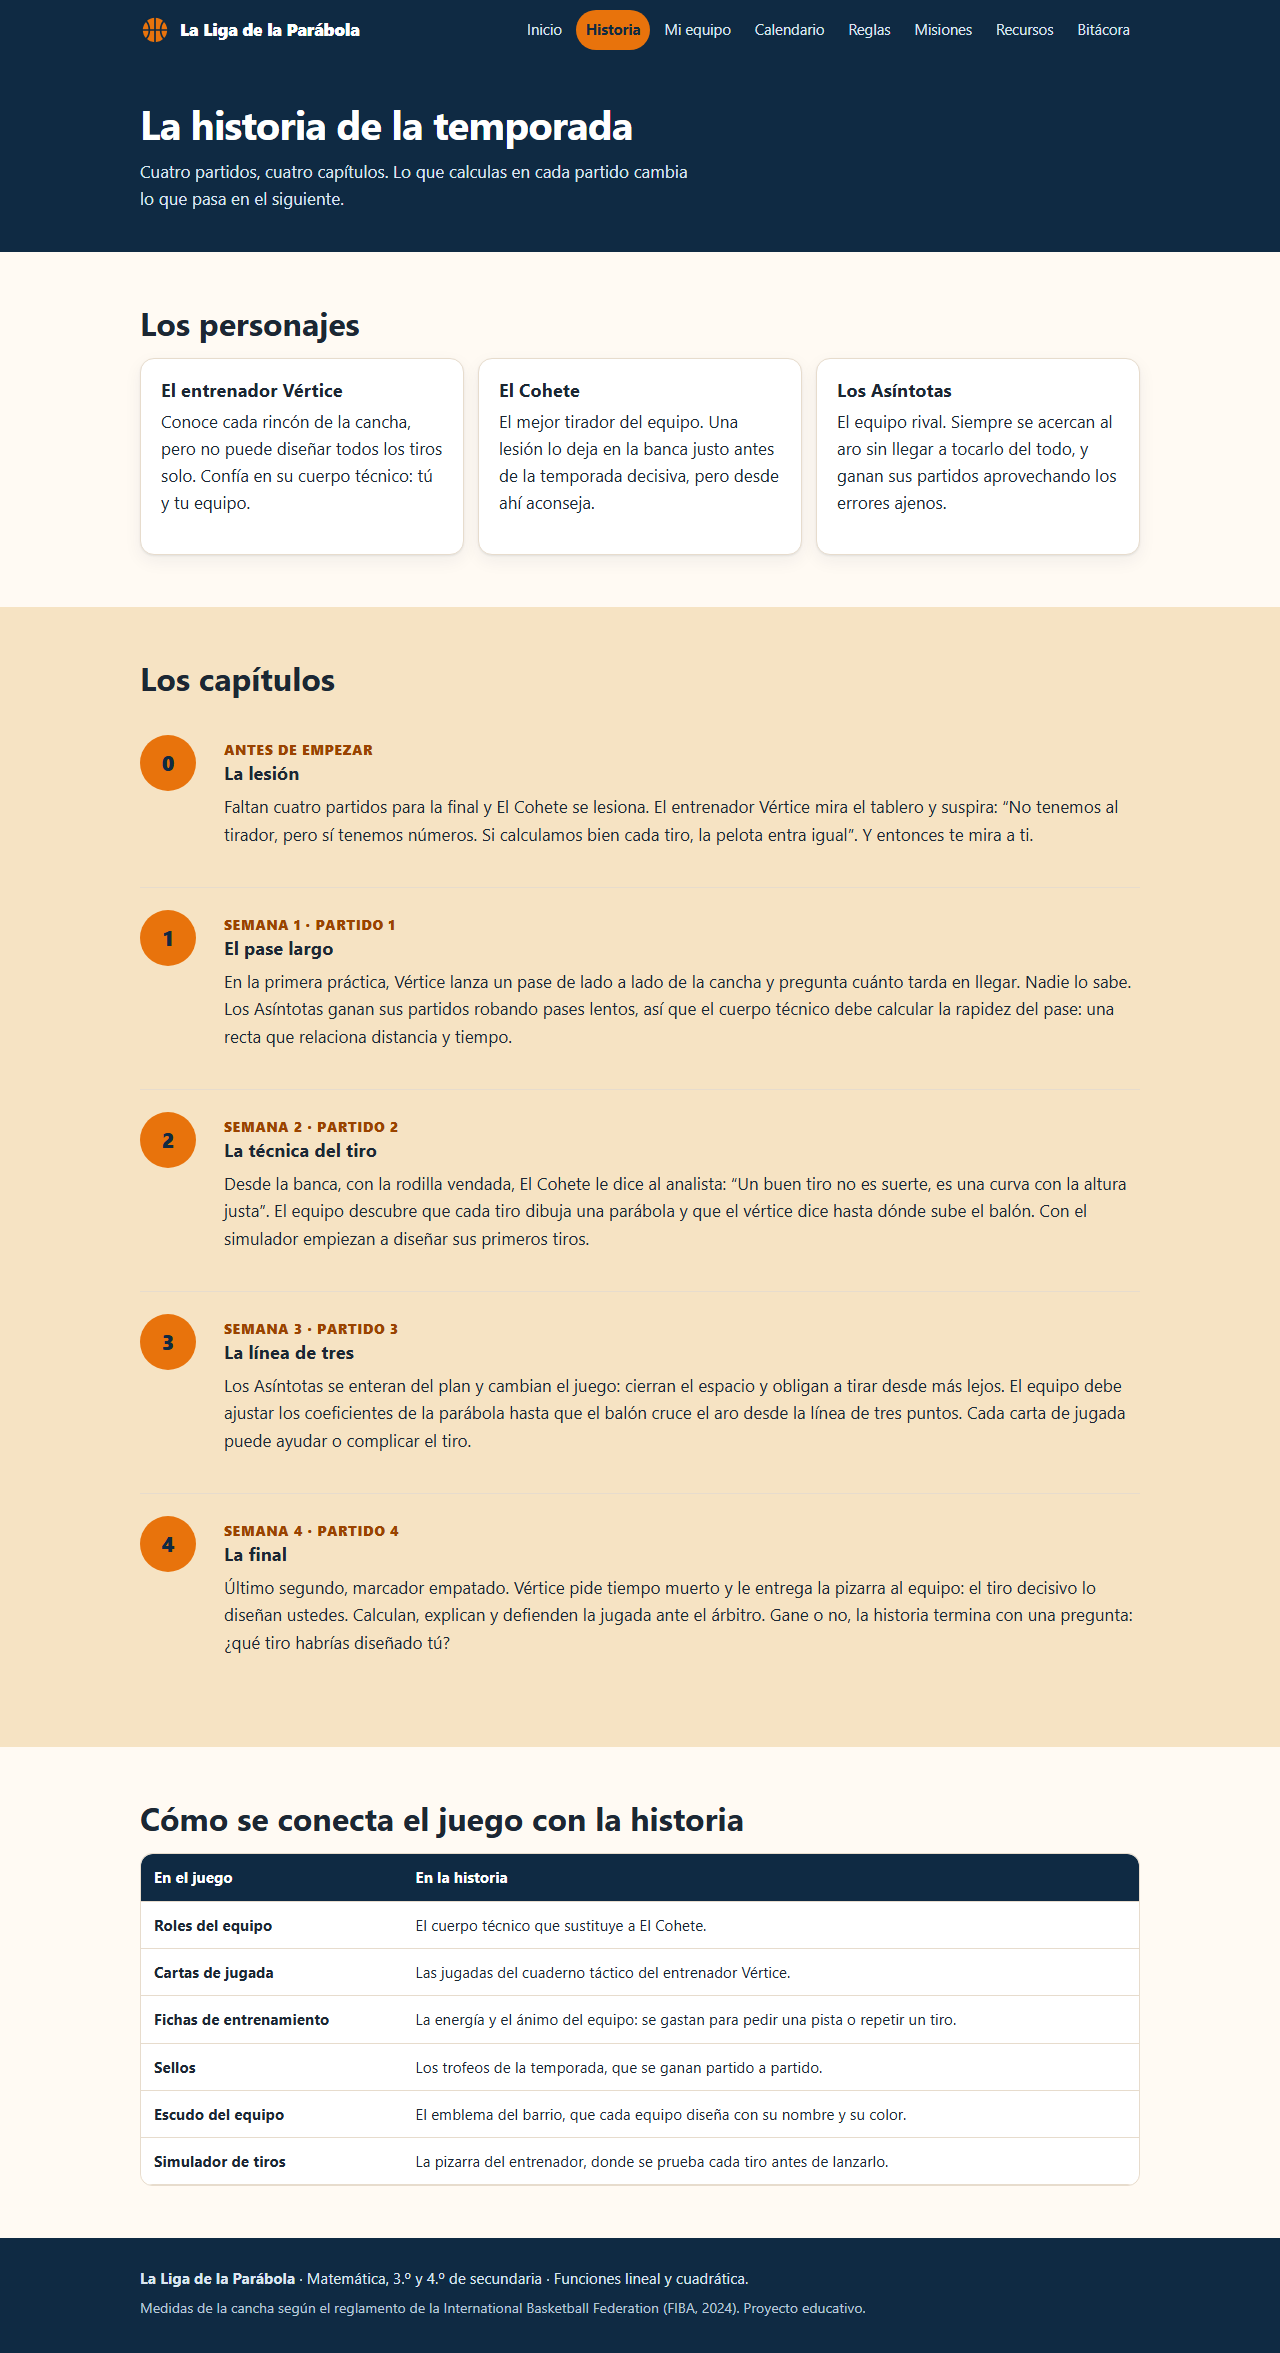 La Liga de la Parábola
Inicio Historia Mi equipo Calendario Reglas Misiones Recursos Bitácora
La historia de la temporada
Cuatro partidos, cuatro capítulos. Lo que calculas en cada partido cambia
lo que pasa en el siguiente.
Los personajes
El entrenador Vértice
Conoce cada rincón de la cancha,
pero no puede diseñar todos los tiros
solo. Confía en su cuerpo técnico: tú
y tu equipo.
El Cohete
El mejor tirador del equipo. Una
lesión lo deja en la banca justo antes
de la temporada decisiva, pero desde
ahí aconseja.
Los Asíntotas
El equipo rival. Siempre se acercan al
aro sin llegar a tocarlo del todo, y
ganan sus partidos aprovechando los
errores ajenos.
Los capítulos
0
ANTES DE EMPEZAR
La lesión
Faltan cuatro partidos para la final y El Cohete se lesiona. El entrenador Vértice mira el tablero y suspira: “No tenemos al
tirador, pero sí tenemos números. Si calculamos bien cada tiro, la pelota entra igual”. Y entonces te mira a ti.
1
SEMANA 1 · PARTIDO 1
El pase largo
En la primera práctica, Vértice lanza un pase de lado a lado de la cancha y pregunta cuánto tarda en llegar. Nadie lo sabe.
Los Asíntotas ganan sus partidos robando pases lentos, así que el cuerpo técnico debe calcular la rapidez del pase: una
recta que relaciona distancia y tiempo.
2
SEMANA 2 · PARTIDO 2
La técnica del tiro
Desde la banca, con la rodilla vendada, El Cohete le dice al analista: “Un buen tiro no es suerte, es una curva con la altura
justa”. El equipo descubre que cada tiro dibuja una parábola y que el vértice dice hasta dónde sube el balón. Con el
simulador empiezan a diseñar sus primeros tiros.
3
SEMANA 3 · PARTIDO 3
La línea de tres
Los Asíntotas se enteran del plan y cambian el juego: cierran el espacio y obligan a tirar desde más lejos. El equipo debe
ajustar los coeficientes de la parábola hasta que el balón cruce el aro desde la línea de tres puntos. Cada carta de jugada
puede ayudar o complicar el tiro.
4
SEMANA 4 · PARTIDO 4
La final
Último segundo, marcador empatado. Vértice pide tiempo muerto y le entrega la pizarra al equipo: el tiro decisivo lo
diseñan ustedes. Calculan, explican y defienden la jugada ante el árbitro. Gane o no, la historia termina con una pregunta:
¿qué tiro habrías diseñado tú?
Cómo se conecta el juego con la historia
En el juego En la historia
Roles del equipo El cuerpo técnico que sustituye a El Cohete.
Cartas de jugada Las jugadas del cuaderno táctico del entrenador Vértice.
Fichas de entrenamiento La energía y el ánimo del equipo: se gastan para pedir una pista o repetir un tiro.
Sellos Los trofeos de la temporada, que se ganan partido a partido.
Escudo del equipo El emblema del barrio, que cada equipo diseña con su nombre y su color.
Simulador de tiros La pizarra del entrenador, donde se prueba cada tiro antes de lanzarlo.
La Liga de la Parábola · Matemática, 3.º y 4.º de secundaria · Funciones lineal y cuadrática.
Medidas de la cancha según el reglamento de la International Basketball Federation (FIBA, 2024). Proyecto educativo.